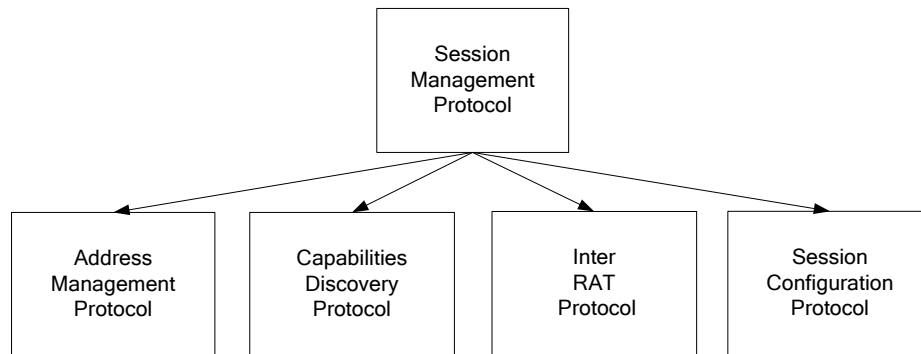 Session
Management
Protocol
Address
Management
Protocol
Capabilities
Discovery
Protocol
Inter
RAT
Protocol
Session
Configuration
Protocol